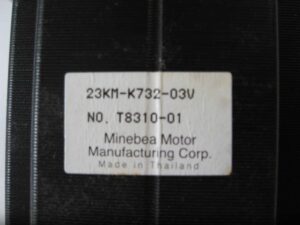 23KM-K732-03V
NO. T8310-01
Minebea Motor
Manufacturing Corp.
Made in Thailand